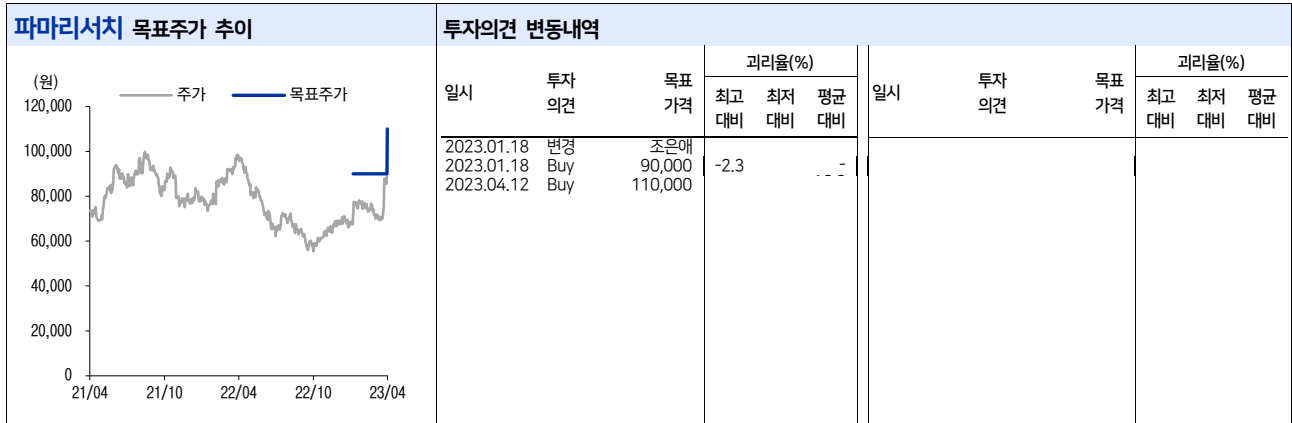 파마리서치 목표주가 추이
(원)
주가 목표주가
120,000
100,000
80,000
60,000
40,000
20,000
0
21/04 21/10 22/04 22/10 23/04
투자의견 변동내역
일시 투자의견 목표가격 괴리율(%) 최고대비 최저대비 평균대비
2023.01.18 변경 조은애
2023.01.18 Buy 90,000 -2.3 -
2023.04.12 Buy 110,000
일시 투자의견 목표가격 괴리율(%) 최고대비 최저대비 평균대비